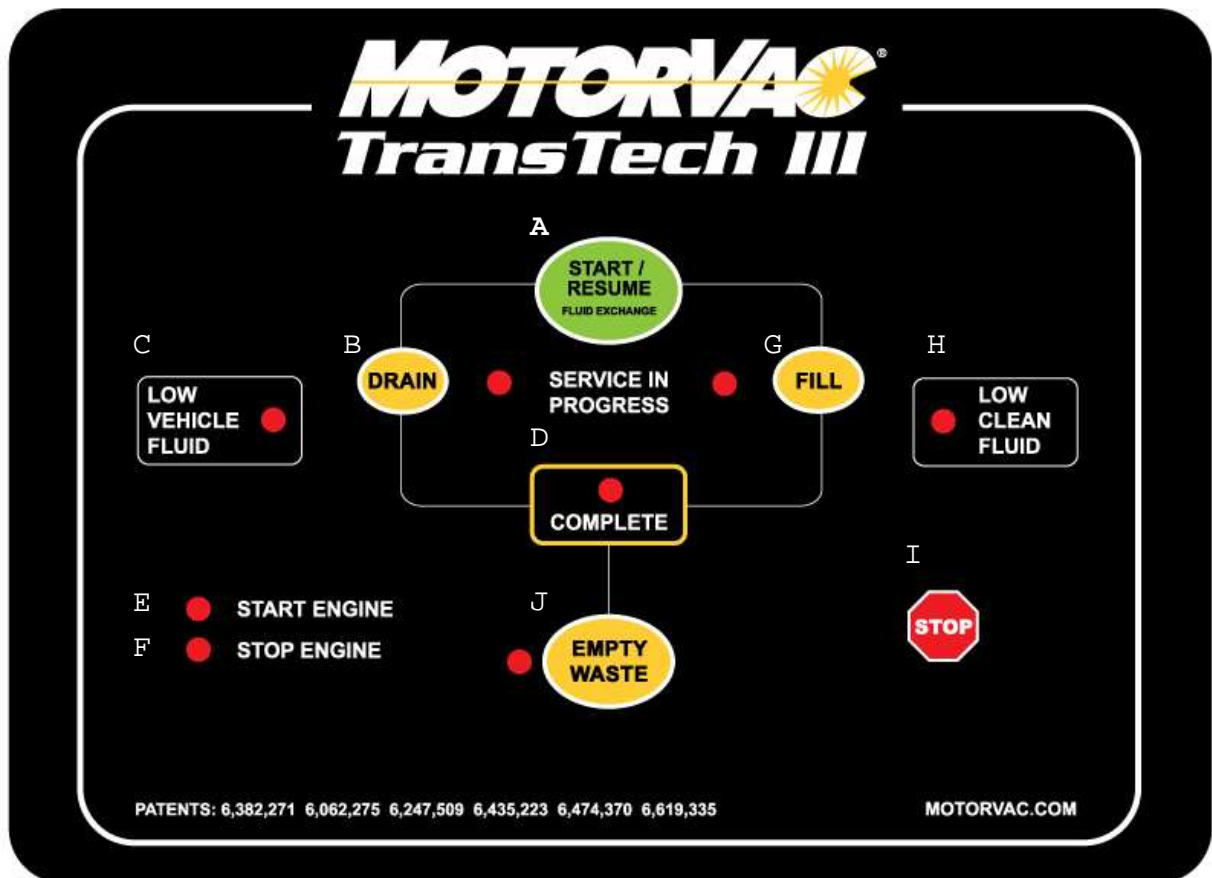 MOTORVAC®
TransTech III
A
START /
RESUME
FLUID EXCHANGE
C
LOW
VEHICLE
FLUID
B
DRAIN
SERVICE IN
PROGRESS
G
FILL
H
LOW
CLEAN
FLUID
D
COMPLETE
E START ENGINE
F STOP ENGINE
J
EMPTY
WASTE
I
STOP
PATENTS: 6,382,271 6,062,275 6,247,509 6,435,223 6,474,370 6,619,335
MOTORVAC.COM